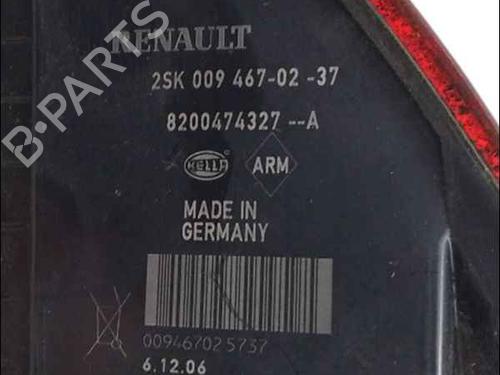 B-PARTS
RENAULT
2SK 009 467-02 -37
8200474327 --A
HELLA
ARM
MADE IN
GERMANY
009467025737
6.12.06